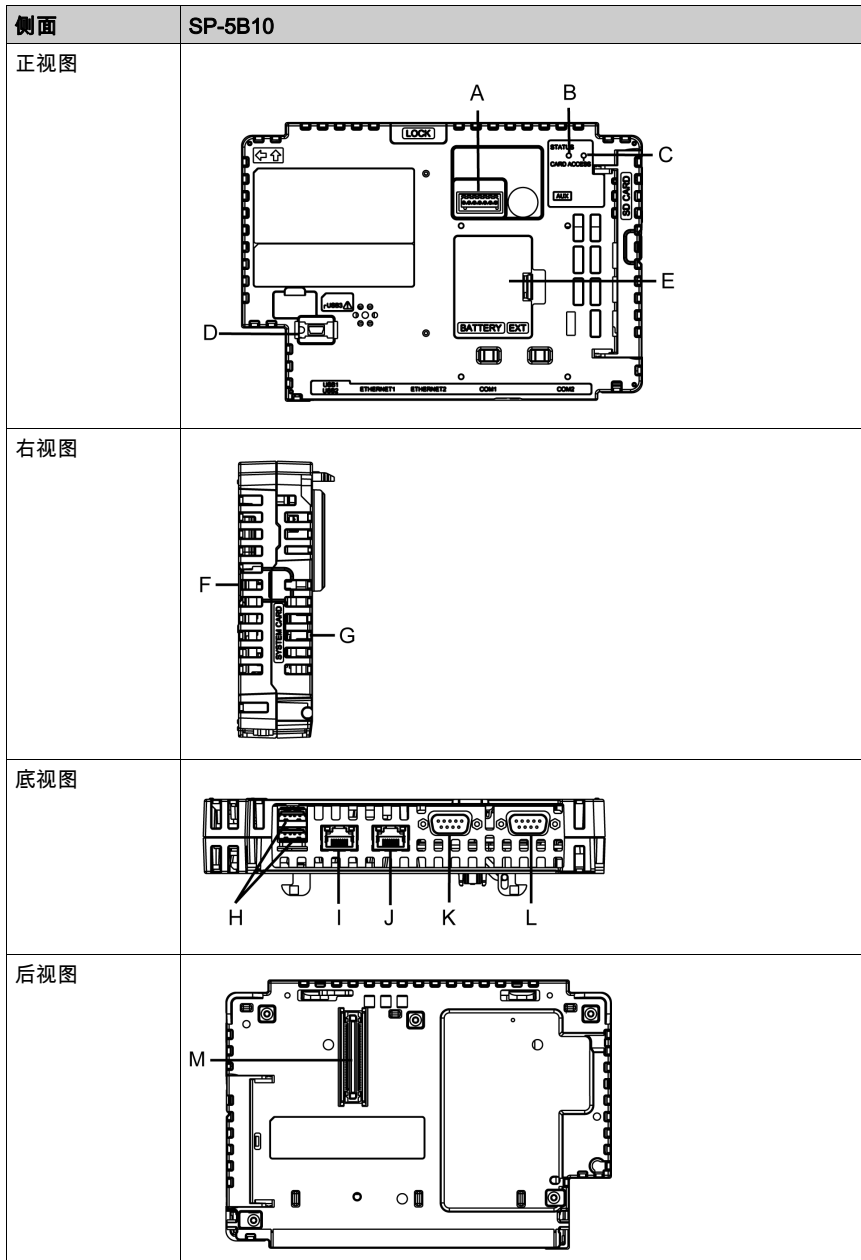 侧面 SP-5B10
正视图
A B
LOCK
STATUS
C
CARD ACCESS
AUX
SD CARD
E
USB3
D
BATTERY EXT
USB1
USB2 ETHERNET1 ETHERNET2 COM1 COM2
右视图
F
SYSTEM CARD
G
底视图
H I J K L
后视图
M